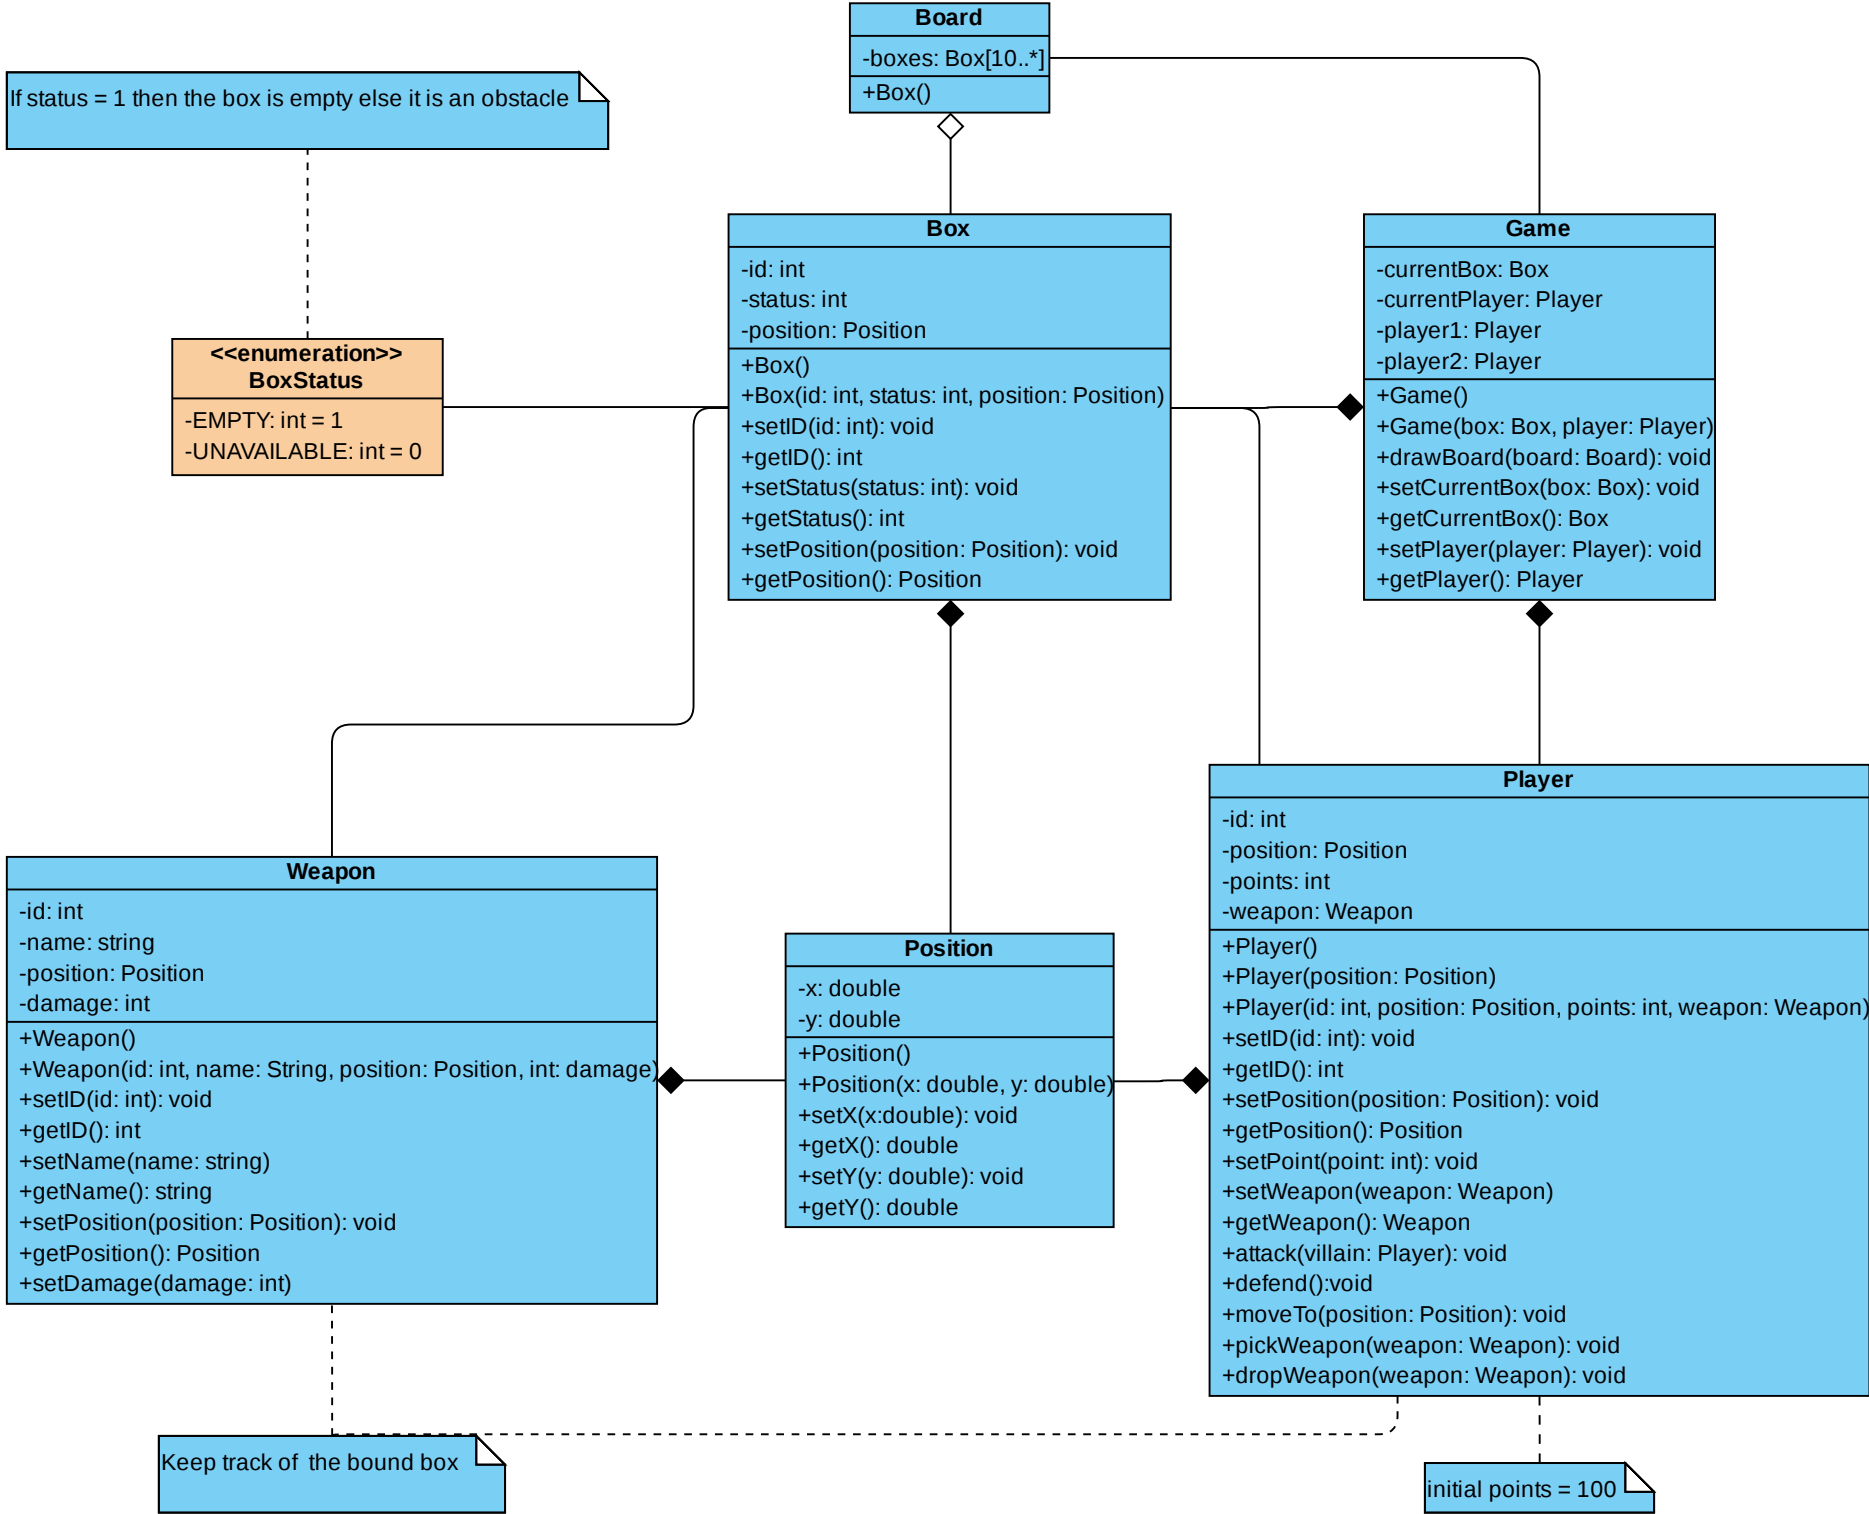 Board
-boxes: Box[10..*]
+Box()
If status = 1 then the box is empty else it is an obstacle
<<enumeration>>
BoxStatus
-EMPTY: int = 1
-UNAVAILABLE: int = 0
Box
-id: int
-status: int
-position: Position
+Box()
+Box(id: int, status: int, position: Position)
+setID(id: int): void
+getID(): int
+setStatus(status: int): void
+getStatus(): int
+setPosition(position: Position): void
+getPosition(): Position
Game
-currentBox: Box
-currentPlayer: Player
-player1: Player
-player2: Player
+Game()
+Game(box: Box, player: Player)
+drawBoard(board: Board): void
+setCurrentBox(box: Box): void
+getCurrentBox(): Box
+setPlayer(player: Player): void
+getPlayer(): Player
Weapon
-id: int
-name: string
-position: Position
-damage: int
+Weapon()
+Weapon(id: int, name: String, position: Position, int: damage)
+setID(id: int): void
+getID(): int
+setName(name: string)
+getName(): string
+setPosition(position: Position): void
+getPosition(): Position
+setDamage(damage: int)
Position
-x: double
-y: double
+Position()
+Position(x: double, y: double)
+setX(x:double): void
+getX(): double
+setY(y: double): void
+getY(): double
Player
-id: int
-position: Position
-points: int
-weapon: Weapon
+Player()
+Player(position: Position)
+Player(id: int, position: Position, points: int, weapon: Weapon)
+setID(id: int): void
+getID(): int
+setPosition(position: Position): void
+getPosition(): Position
+setPoint(point: int): void
+setWeapon(weapon: Weapon)
+getWeapon(): Weapon
+attack(villain: Player): void
+defend():void
+moveTo(position: Position): void
+pickWeapon(weapon: Weapon): void
+dropWeapon(weapon: Weapon): void
Keep track of  the bound box
initial points = 100